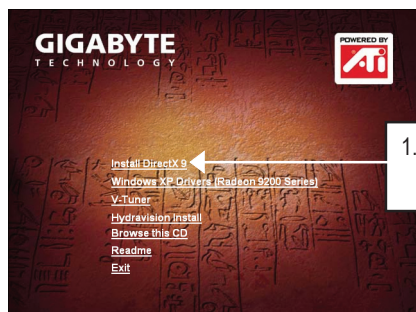 GIGABYTE
TECHNOLOGY
POWERED BY
ATi
Install DirectX 9
1.
Windows XP Drivers (Radeon 9200 Series)
V-Tuner
Hydravision Install
Browse this CD
Readme
Exit